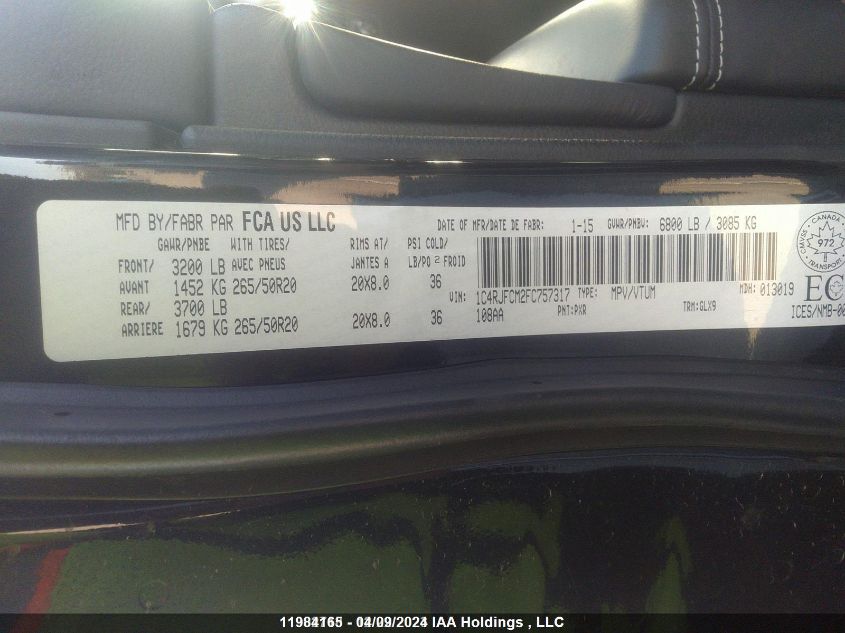 MFD BY/FABR PAR FCA US LLC
DATE OF MFR/DATE DE FABR: 1-15 GVWR/PNBV: 6800 LB / 3085 KG
GAWR/PNBE WITH TIRES/ RIMS AT/ PSI COLD/
FRONT/ 3200 LB AVEC PNEUS JANTES A LB/PO² FROID
AVANT 1452 KG 265/50R20 20X8.0 36
REAR/ 3700 LB
ARRIERE 1679 KG 265/50R20 20X8.0 36
VIN: 1C4RJFCM2FC757317 TYPE: MPV/VTUM MDH: 013019
108AA PNT:PXR TRM:GLX9
CANADA
CMVSS 972
TRANSPORT
EC
ICES/NMB-00
04/09/2024 IAA Holdings , LLC